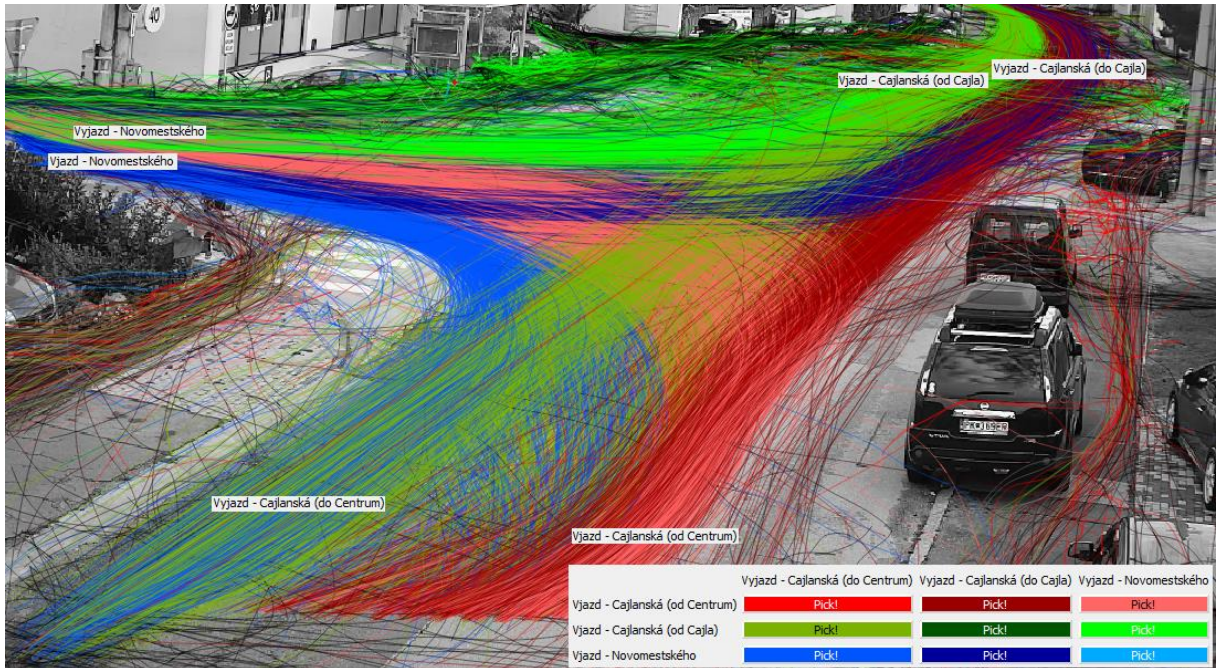 40
Vyjazd - Cajlanská (do Cajla)
Vjazd - Cajlanská (od Cajla)
Vyjazd - Novomestského
Vjazd - Novomestského
Vyjazd - Cajlanská (do Centrum)
Vjazd - Cajlanská (od Centrum)
Vyjazd - Cajlanská (do Centrum) Vyjazd - Cajlanská (do Cajla) Vyjazd - Novomestského
Vjazd - Cajlanská (od Centrum) Pick! Pick! Pick!
Vjazd - Cajlanská (od Cajla) Pick! Pick! Pick!
Vjazd - Novomestského Pick! Pick! Pick!